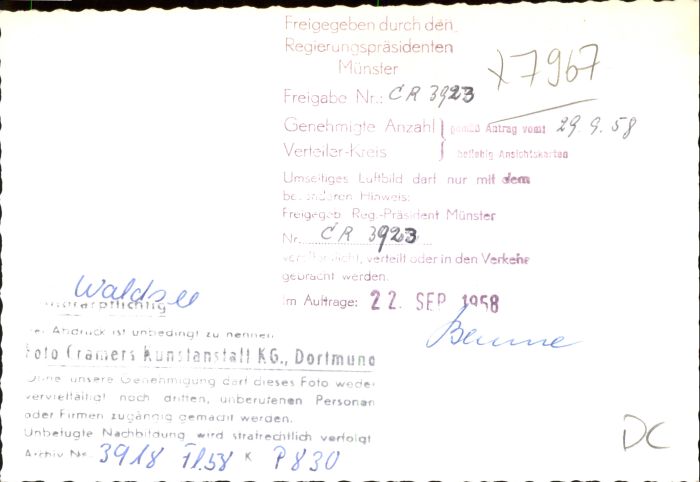 Freigegeben durch den
Regierungspräsidenten
Münster
Freigabe Nr.: CR 3923
X7967
Genehmigte Anzahl } gemäß Antrag vom: 29.9.58
Verteiler-Kreis } beliebig Ansichtskarten
Umseitiges Luftbild darf nur mit dem
besonderen Hinweis:
Freigegeb. Reg.-Präsident Münster
Nr. CR 3923
veröffentlicht, verteilt oder in den Verkehr
gebracht werden.
Im Auftrage: 22. SEP. 1958
Waldsee
Honorarpflichtig
Bei Abdruck ist unbedingt zu nennen
Foto Cramers Kunstanstalt KG., Dortmund
Ohne unsere Genehmigung darf dieses Foto weder
vervielfältigt noch dritten, unberufenen Personen
oder Firmen zugängig gemacht werden.
Unbefugte Nachbildung wird strafrechtlich verfolgt
Archiv Nr. 3918 K P830
DC